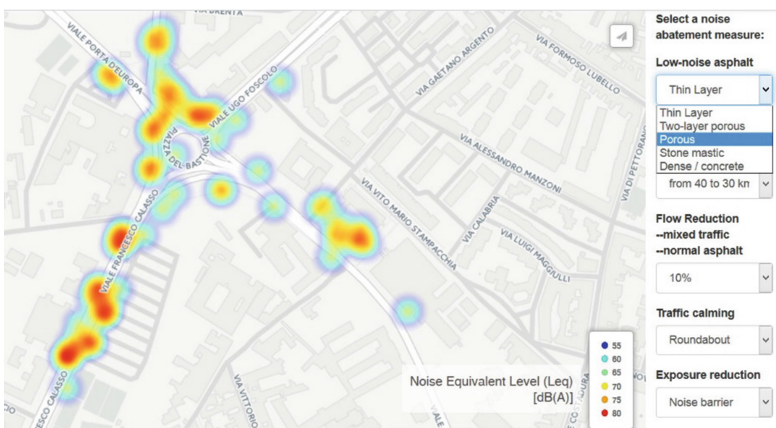 VIA BRENTA
VIALE PORTA D'EUROPA
VIALE UGO FOSCOLO
VIA GAETANO ARGENTO
VIA FORMOSO LUBELLO
PIAZZA DEL BASTIONE
VIA ALESSANDRO MANZONI
VIA DI PETTORANO
VIALE FRANCESCO CALASSO
VIA VITO MARIO STAMPACCHIA
VIA CALABRIA
VIA LUIGI MAGGIULLI
ESCO CALASSO
VIA VITTORIO
VIALE
Noise Equivalent Level (Leq)
[dB(A)]
55
60
65
70
75
80
Select a noise
abatement measure:
Low-noise asphalt
Thin Layer
Thin Layer
Two-layer porous
Porous
Stone mastic
Dense / concrete
from 40 to 30 kr
Flow Reduction
--mixed traffic
--normal asphalt
10%
Traffic calming
Roundabout
Exposure reduction
Noise barrier